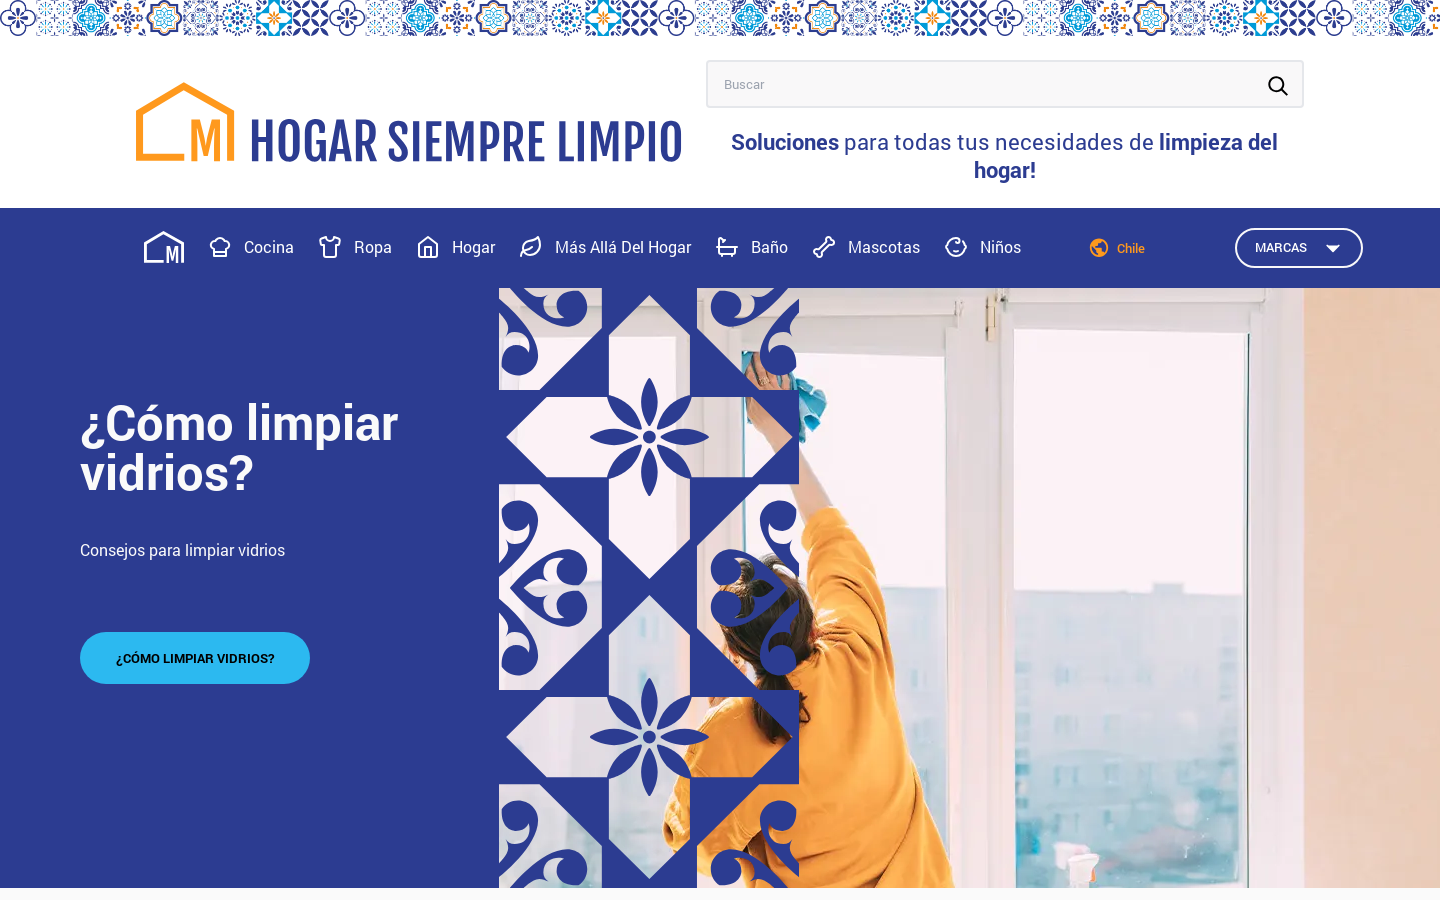 Buscar
M HOGAR SIEMPRE LIMPIO
Soluciones para todas tus necesidades de limpieza del
hogar!
M Cocina Ropa Hogar Más Allá Del Hogar Baño Mascotas Niños Chile MARCAS
¿Cómo limpiar
vidrios?
Consejos para limpiar vidrios
¿CÓMO LIMPIAR VIDRIOS?